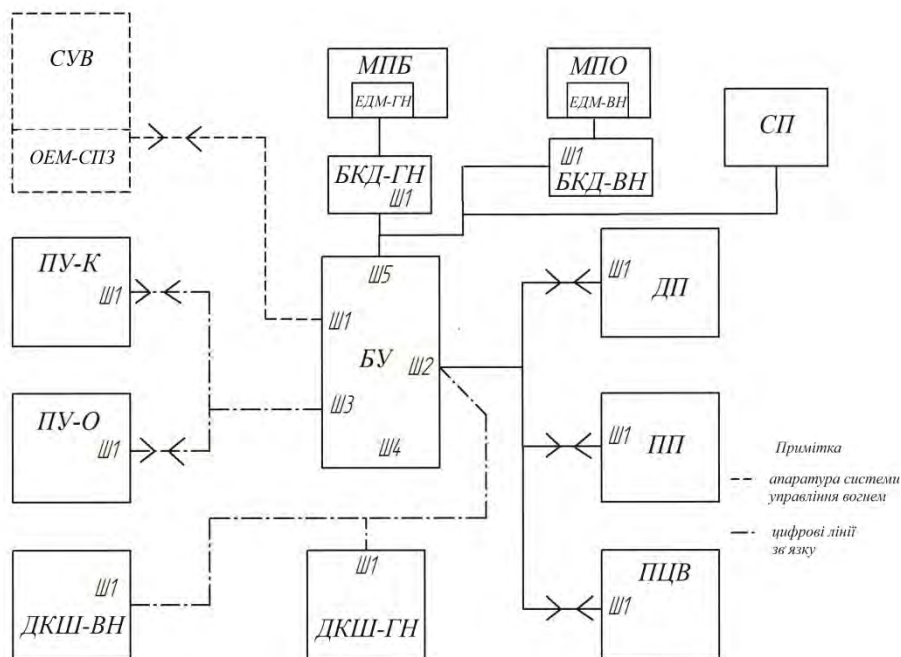 СУВ
ОЕМ-СПЗ
МПБ
ЕДМ-ГН
МПО
ЕДМ-ВН
СП
БКД-ГН
Ш1
Ш1
БКД-ВН
ПУ-К
Ш1
Ш5
Ш1
БУ
Ш2
Ш3
Ш4
Ш1
ДП
ПУ-О
Ш1
Ш1
ПП
Примітка
апаратура системи
управління вогнем
цифрові лінії
зв язку
Ш1
ДКШ-ВН
Ш1
ДКШ-ГН
ПЦВ
Ш1